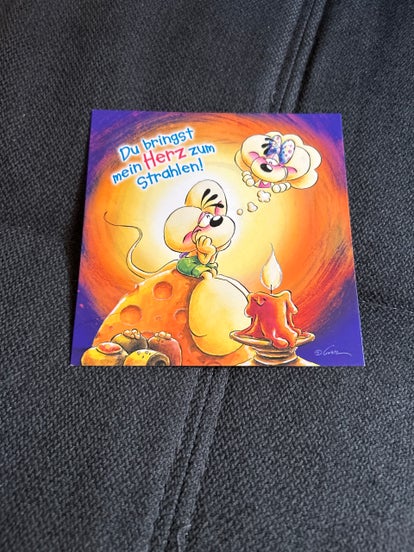 Du bringst
mein Herz zum
Strahlen!